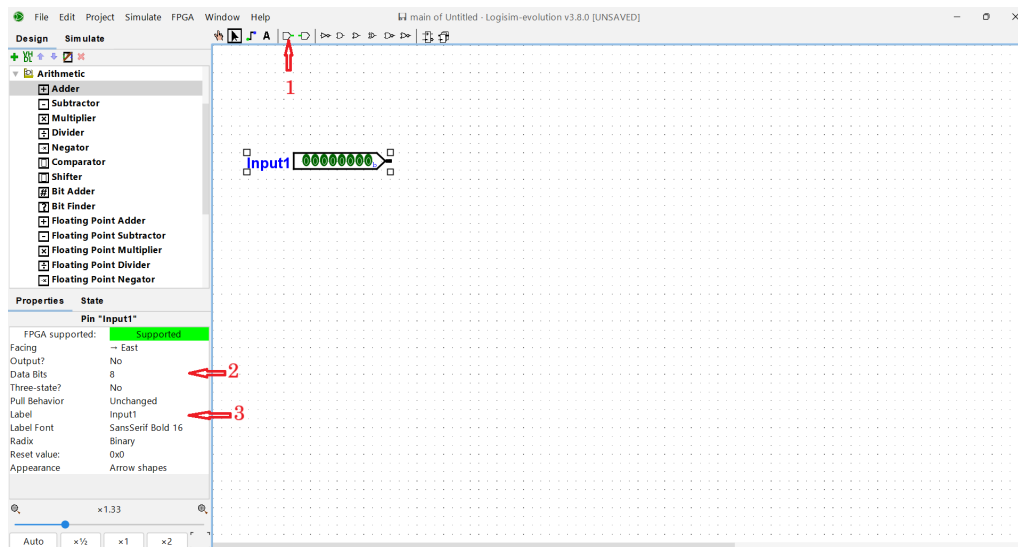 File Edit Project Simulate FPGA Window Help main of Untitled - Logisim-evolution v3.8.0 [UNSAVED]
Design Simulate
A
1
VH
DL
Arithmetic
Adder
Subtractor
Multiplier
Divider
Negator
Comparator
Shifter
Bit Adder
Bit Finder
Floating Point Adder
Floating Point Subtractor
Floating Point Multiplier
Floating Point Divider
Floating Point Negator
Input1 00000000b
Properties State
Pin "Input1"
FPGA supported: Supported
Facing → East
Output? No
Data Bits 8
2
Three-state? No
Pull Behavior Unchanged
Label Input1
3
Label Font SansSerif Bold 16
Radix Binary
Reset value: 0x0
Appearance Arrow shapes
×1.33
Auto ×½ ×1 ×2